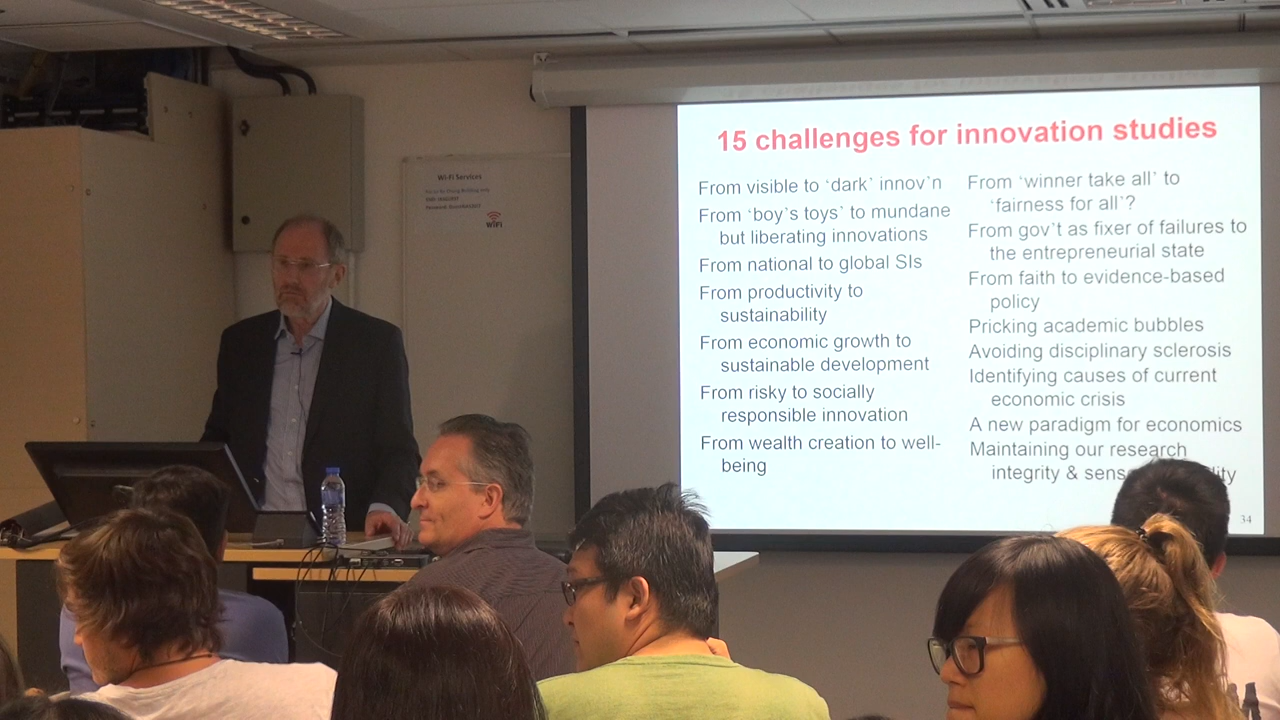 15 challenges for innovation studies
From visible to `dark` innov`n
From `boy`s toys` to mundane
but liberating innovations
From national to global SIs
From productivity to
sustainability
From economic growth to
sustainable development
From risky to socially
responsible innovation
From wealth creation to well-
being
From `winner take all` to
`fairness for all`?
From gov`t as fixer of failures to
the entrepreneurial state
From faith to evidence-based
policy
Pricking academic bubbles
Avoiding disciplinary sclerosis
Identifying causes of current
economic crisis
A new paradigm for economics
Maintaining our research
integrity &
34
Wi-Fi Services
WiFi